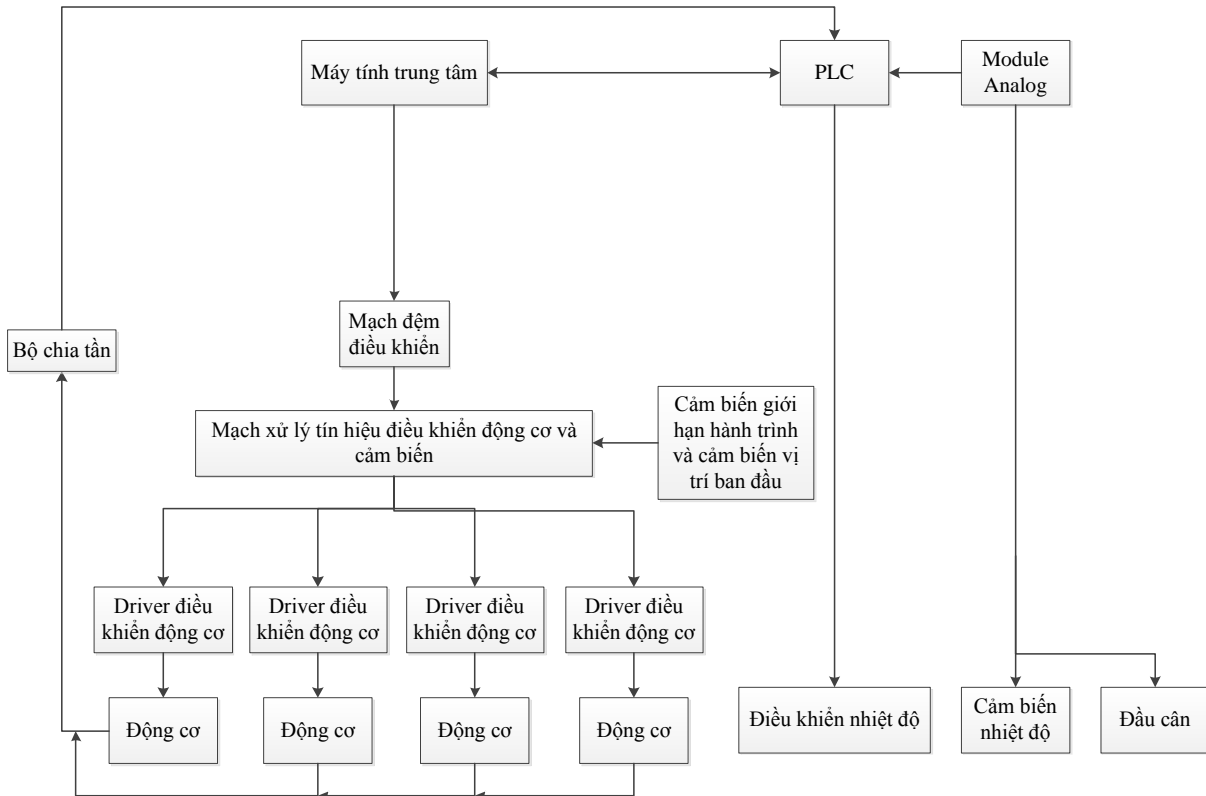 Máy tính trung tâm
PLC
Module
Analog
Bộ chia tần
Mạch đệm
điều khiển
Mạch xử lý tín hiệu điều khiển động cơ và
cảm biến
Cảm biến giới
hạn hành trình
và cảm biến vị
trí ban đầu
Driver điều
khiển động cơ
Driver điều
khiển động cơ
Driver điều
khiển động cơ
Driver điều
khiển động cơ
Động cơ
Động cơ
Động cơ
Động cơ
Điều khiển nhiệt độ
Cảm biến
nhiệt độ
Đầu cân